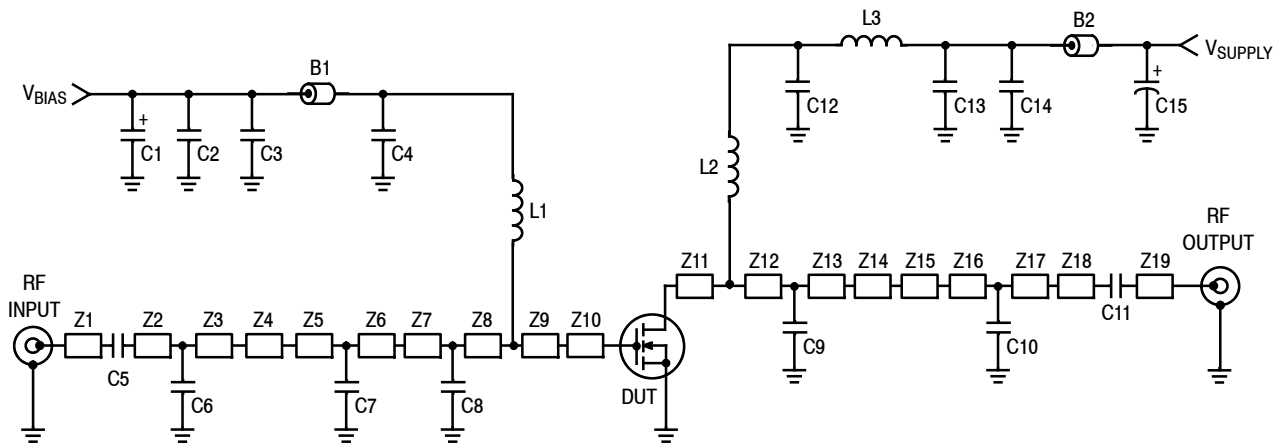 L3
B2
V_SUPPLY
C12
C13
C14
+
C15
B1
V_BIAS
+
C1
C2
C3
C4
L2
L1
RF
OUTPUT
Z11
Z12
Z13
Z14
Z15
Z16
Z17
Z18
Z19
C11
C9
C10
RF
INPUT
Z1
Z2
Z3
Z4
Z5
Z6
Z7
Z8
Z9
Z10
C5
C6
C7
C8
DUT